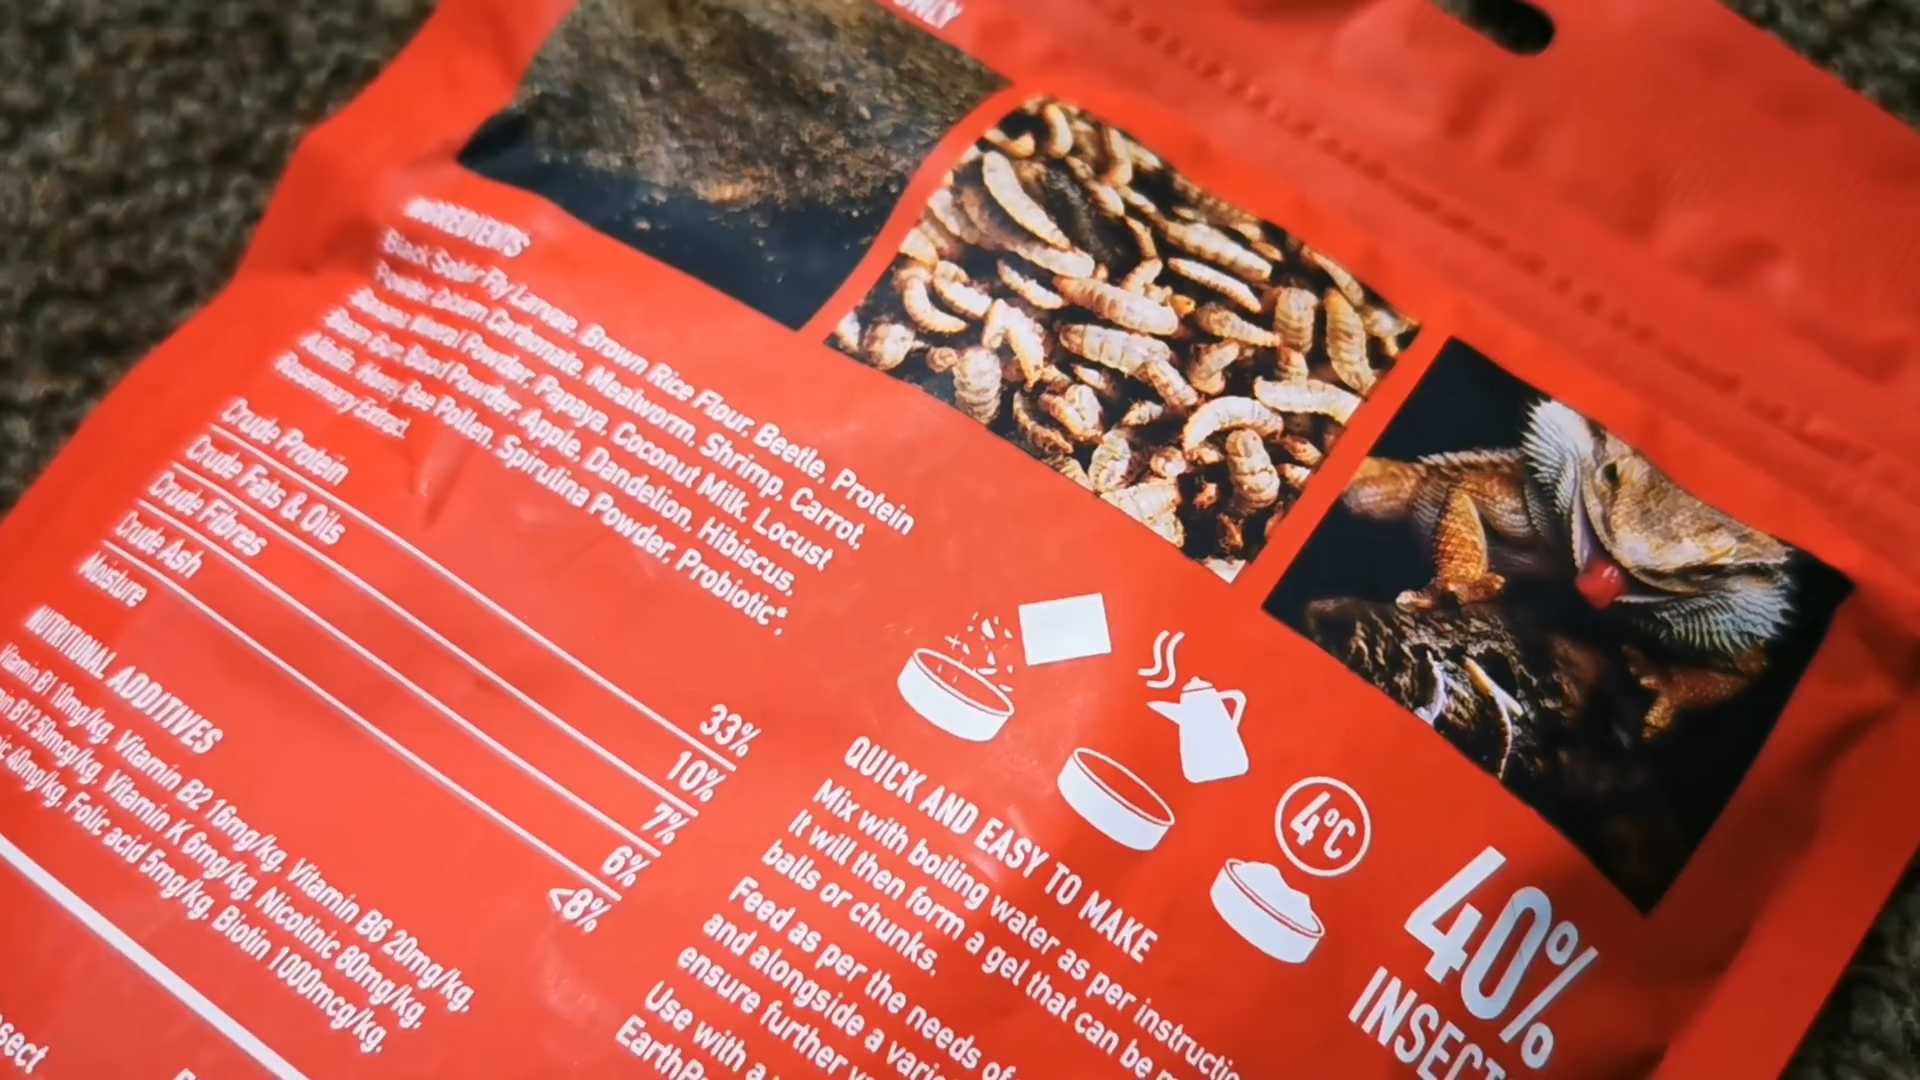 ONLY
INGREDIENTS
Black Soldier Fly Larvae, Brown Rice Flour, Beetle, Protein
Powder, Calcium Carbonate, Mealworm, Shrimp, Carrot,
Powder, Papaya, Coconut Milk, Locust
Powder, Apple, Dandelion, Hibiscus,
Alfalfa, Honey, Bee Pollen, Spirulina Powder, Probiotic*,
Rosemary Extract.
Crude Protein 33%
Crude Fats & Oils 10%
Crude Fibres 7%
Crude Ash 6%
Moisture <8%
NUTRITIONAL ADDITIVES
Vitamin B1 10mg/kg, Vitamin B2 16mg/kg, Vitamin B6 20mg/kg,
B12 50mcg/kg, Vitamin K 6mg/kg, Nicotinic 80mg/kg,
40mg/kg, Folic acid 5mg/kg, Biotin 1000mcg/kg.
QUICK AND EASY TO MAKE
Mix with boiling water as per instructio
It will then form a gel that can be m
balls or chunks.
Feed as per the needs of
and alongside a varie
ensure further v
Use with a
EarthP
4°C
40%
INSECT
sect